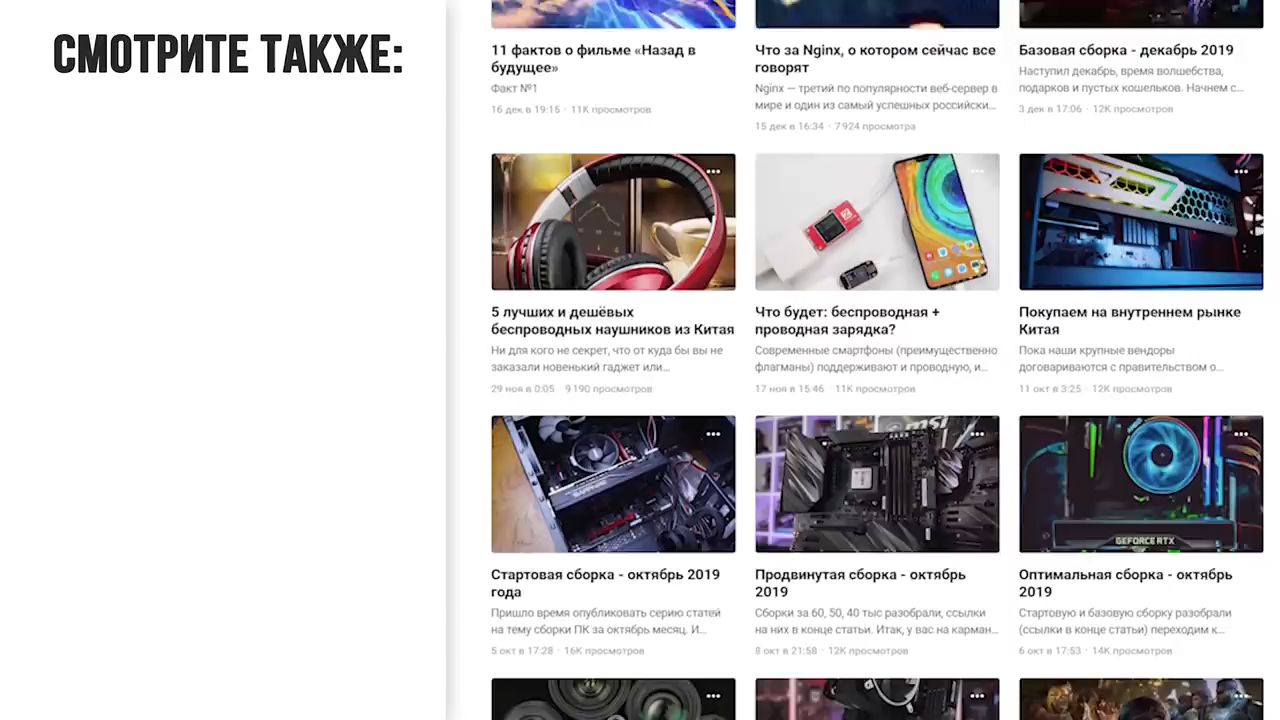 СМОТРИТЕ ТАКЖЕ:
11 фактов о фильме «Назад в
будущее»
Факт №1
16 дек в 19:15 · 11K просмотров
Что за Nginx, о котором сейчас все
говорят
Nginx — третий по популярности веб-сервер в
мире и один из самый успешных российски...
15 дек в 16:34 · 7 924 просмотра
Базовая сборка - декабрь 2019
Наступил декабрь, время волшебства,
подарков и пустых кошельков. Начнем с...
3 дек в 17:06 · 12K просмотров
5 лучших и дешёвых
беспроводных наушников из Китая
Ни для кого не секрет, что от куда бы вы не
заказали новенький гаджет или...
29 ноя в 0:05 · 9 190 просмотров
Что будет: беспроводная +
проводная зарядка?
Современные смартфоны (преимущественно
флагманы) поддерживают и проводную, и...
17 ноя в 15:46 · 11K просмотров
Покупаем на внутреннем рынке
Китая
Пока наши крупные вендоры
договариваются с правительством о...
11 окт в 3:25 · 12K просмотров
msi
GEFORCE RTX
Стартовая сборка - октябрь 2019
года
Пришло время опубликовать серию статей
на тему сборки ПК за октябрь месяц. И...
5 окт в 17:28 · 16K просмотров
Продвинутая сборка - октябрь
2019
Сборки за 60, 50, 40 тыс разобрали, ссылки
на них в конце статьи. Итак, у вас на карман...
8 окт в 21:58 · 12K просмотров
Оптимальная сборка - октябрь
2019
Стартовую и базовую сборку разобрали
(ссылки в конце статьи) переходим к...
6 окт в 17:53 · 14K просмотров